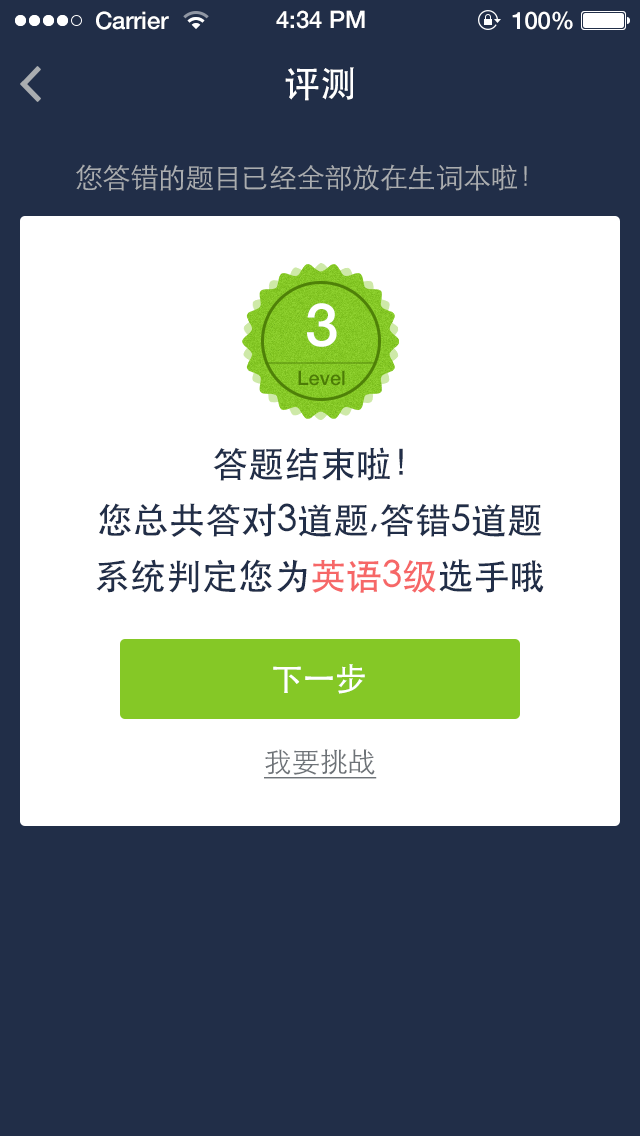 Carrier 4:34 PM 100%
评测
您答错的题目已经全部放在生词本啦！
3
Level
答题结束啦！
您总共答对3道题,答错5道题
系统判定您为英语3级选手哦
下一步
我要挑战